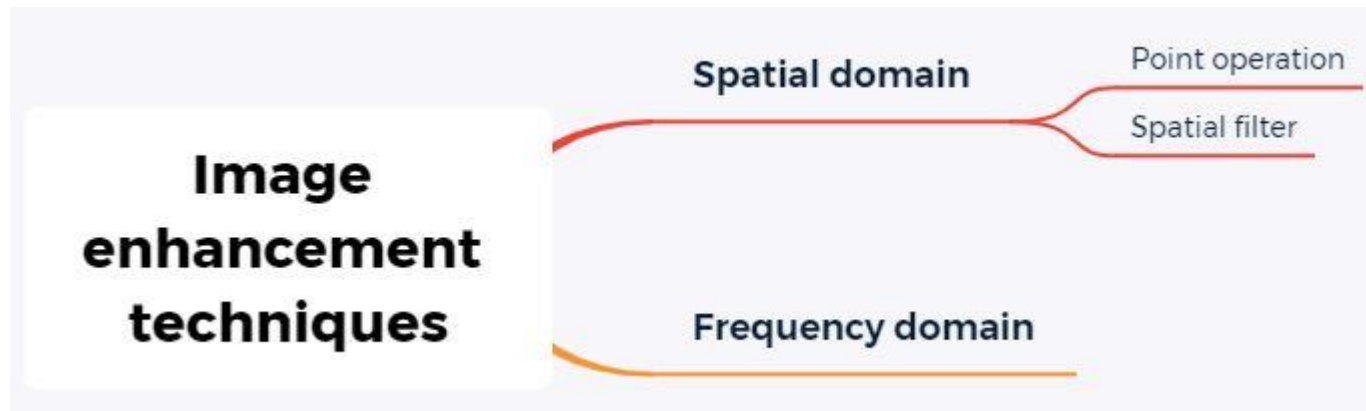 Image
enhancement
techniques
Spatial domain
Point operation
Spatial filter
Frequency domain